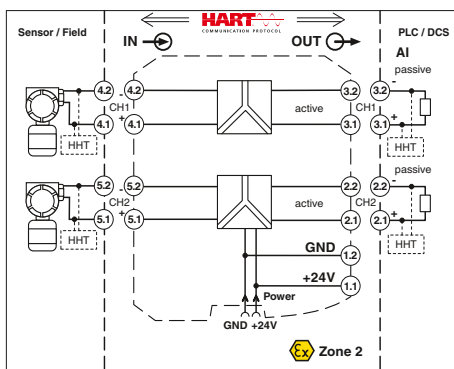 HART
COMMUNICATION PROTOCOL
Sensor / Field
IN
OUT
PLC / DCS
AI
passive
4.2
-
4.2
3.2
3.2
-
CH1
CH1
4.1
+
4.1
active
3.1
3.1
+
HHT
HHT
passive
5.2
-
5.2
2.2
2.2
-
CH2
CH2
5.1
+
5.1
active
2.1
2.1
+
HHT
HHT
GND
1.2
+24V
1.1
Power
GND +24V
Ex Zone 2